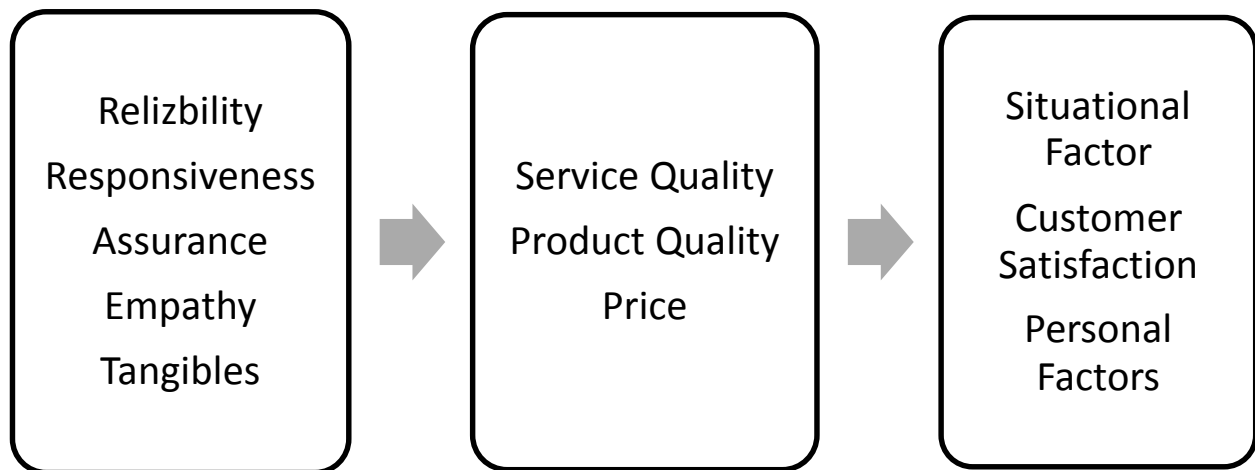 Relizbility
Responsiveness
Assurance
Empathy
Tangibles
Service Quality
Product Quality
Price
Situational
Factor
Customer
Satisfaction
Personal
Factors